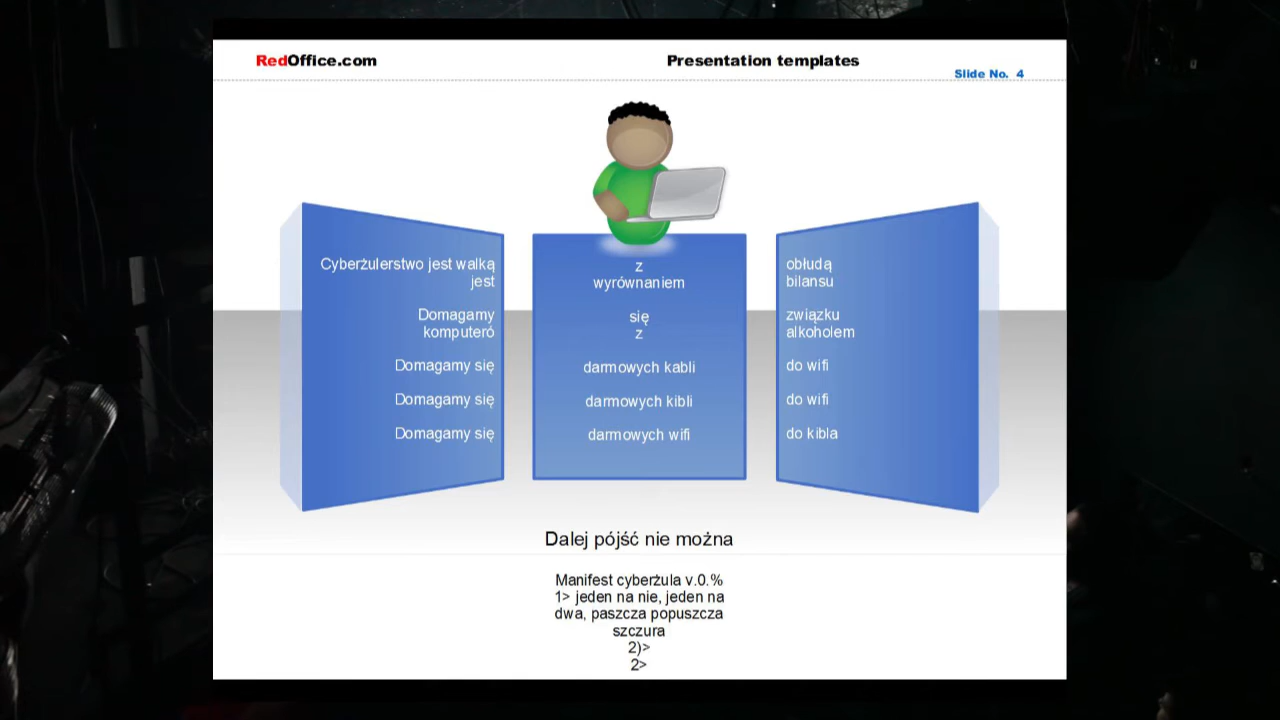 RedOffice.com
Presentation templates
Slide No. 4
Cyberżulerstwo jest walką
jest
Domagamy
komputeró
Domagamy się
Domagamy się
Domagamy się
z
wyrównaniem
się
z
darmowych kabli
darmowych kibli
darmowych wifi
obłudą
bilansu
związku
alkoholem
do wifi
do wifi
do kibla
Dalej pójść nie można
Manifest cyberżula v.0.%
1> jeden na nie, jeden na
dwa, paszcza popuszcza
szczura
2)>
2>